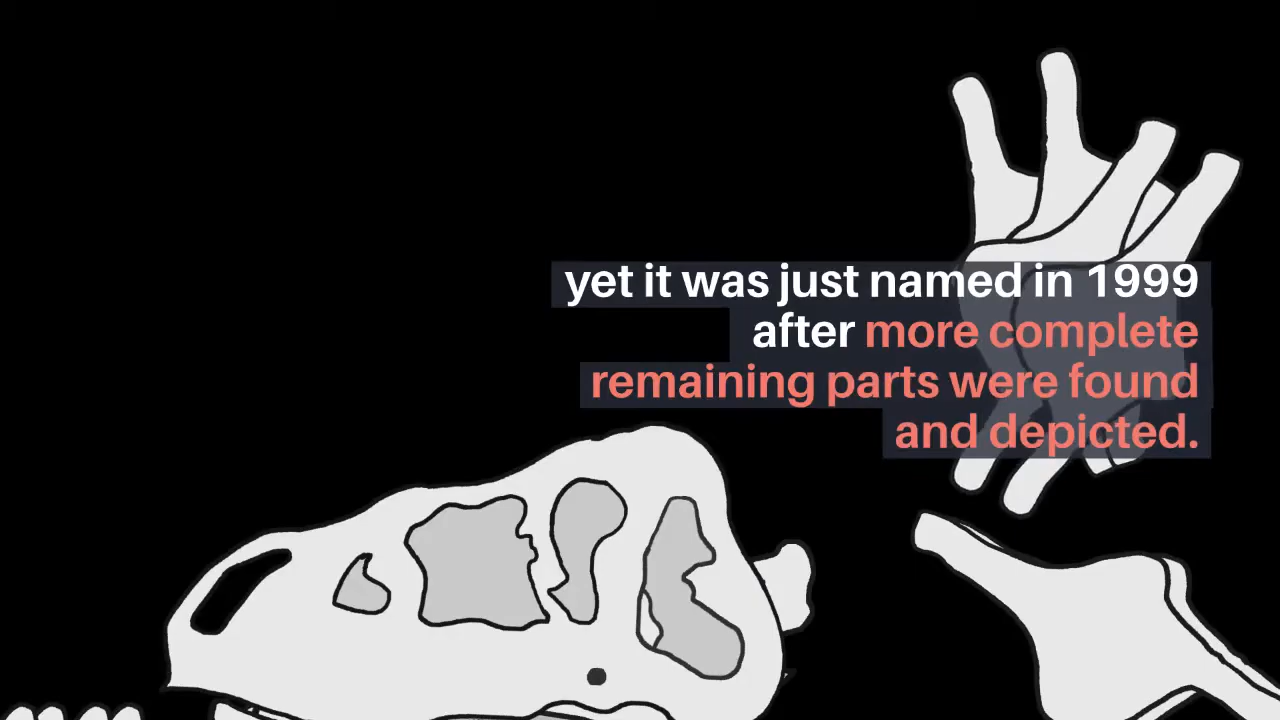 yet it was just named in 1999
after more complete
remaining parts were found
and depicted.